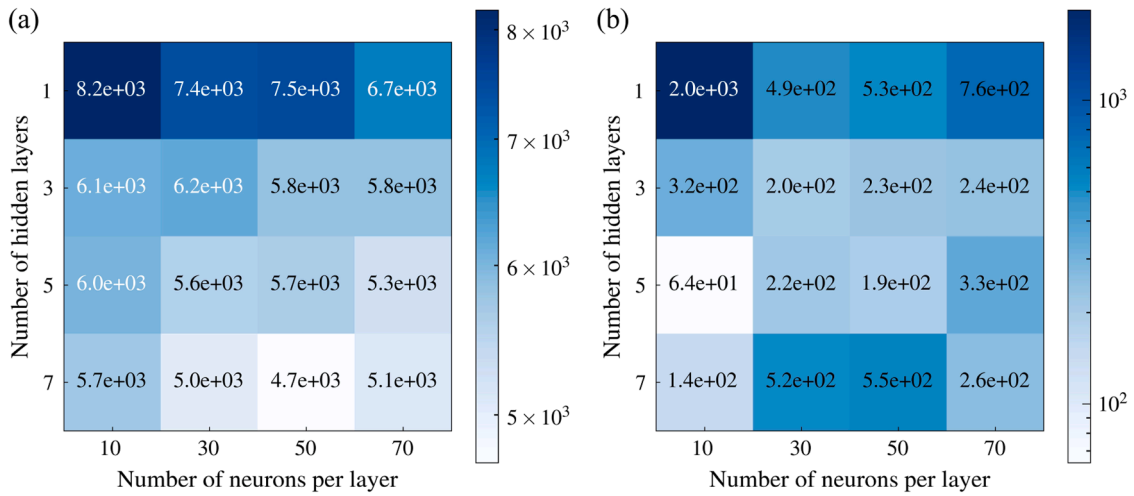 (a)
8 × 10³
7 × 10³
6 × 10³
5 × 10³
Number of hidden layers
1 8.2e+03 7.4e+03 7.5e+03 6.7e+03
3 6.1e+03 6.2e+03 5.8e+03 5.8e+03
5 6.0e+03 5.6e+03 5.7e+03 5.3e+03
7 5.7e+03 5.0e+03 4.7e+03 5.1e+03
10 30 50 70
Number of neurons per layer
(b)
10³
10²
Number of hidden layers
1 2.0e+03 4.9e+02 5.3e+02 7.6e+02
3 3.2e+02 2.0e+02 2.3e+02 2.4e+02
5 6.4e+01 2.2e+02 1.9e+02 3.3e+02
7 1.4e+02 5.2e+02 5.5e+02 2.6e+02
10 30 50 70
Number of neurons per layer